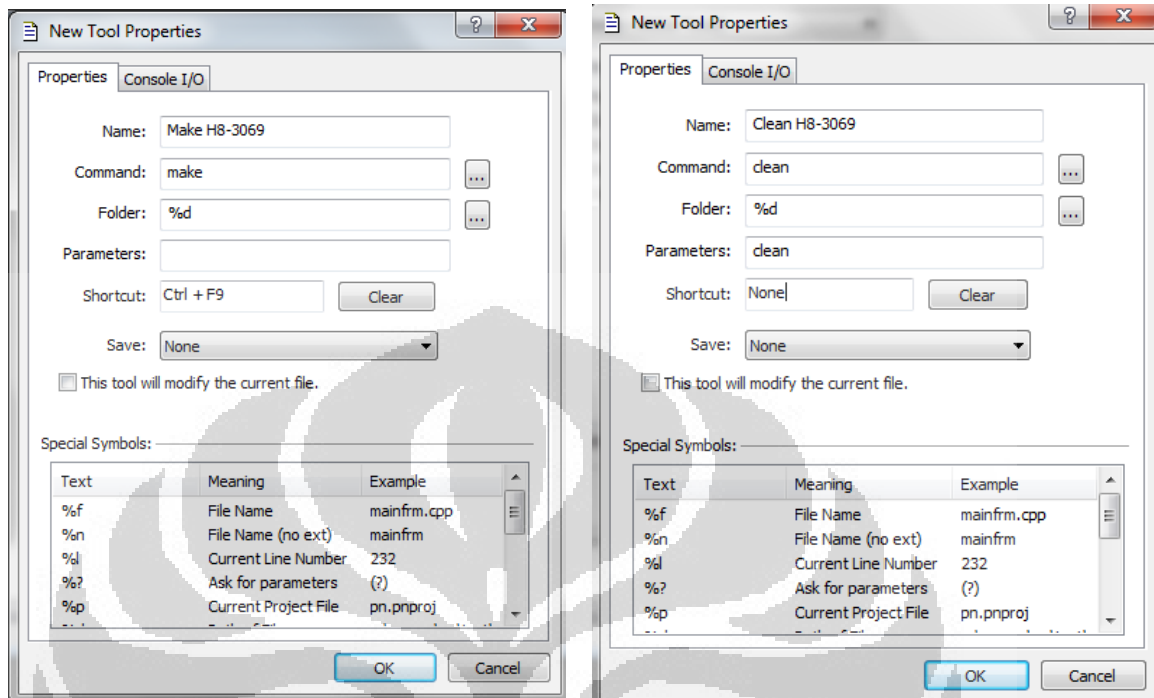 New Tool Properties
Properties Console I/O
Name: Make H8-3069
Command: make ...
Folder: %d ...
Parameters:
Shortcut: Ctrl + F9 Clear
Save: None
This tool will modify the current file.
Special Symbols:
Text Meaning Example
%f File Name mainfrm.cpp
%n File Name (no ext) mainfrm
%l Current Line Number 232
%? Ask for parameters (?)
%p Current Project File pn.pnproj
OK Cancel
New Tool Properties
Properties Console I/O
Name: Clean H8-3069
Command: clean ...
Folder: %d ...
Parameters: clean
Shortcut: None Clear
Save: None
This tool will modify the current file.
Special Symbols:
Text Meaning Example
%f File Name mainfrm.cpp
%n File Name (no ext) mainfrm
%l Current Line Number 232
%? Ask for parameters (?)
%p Current Project File pn.pnproj
OK Cancel